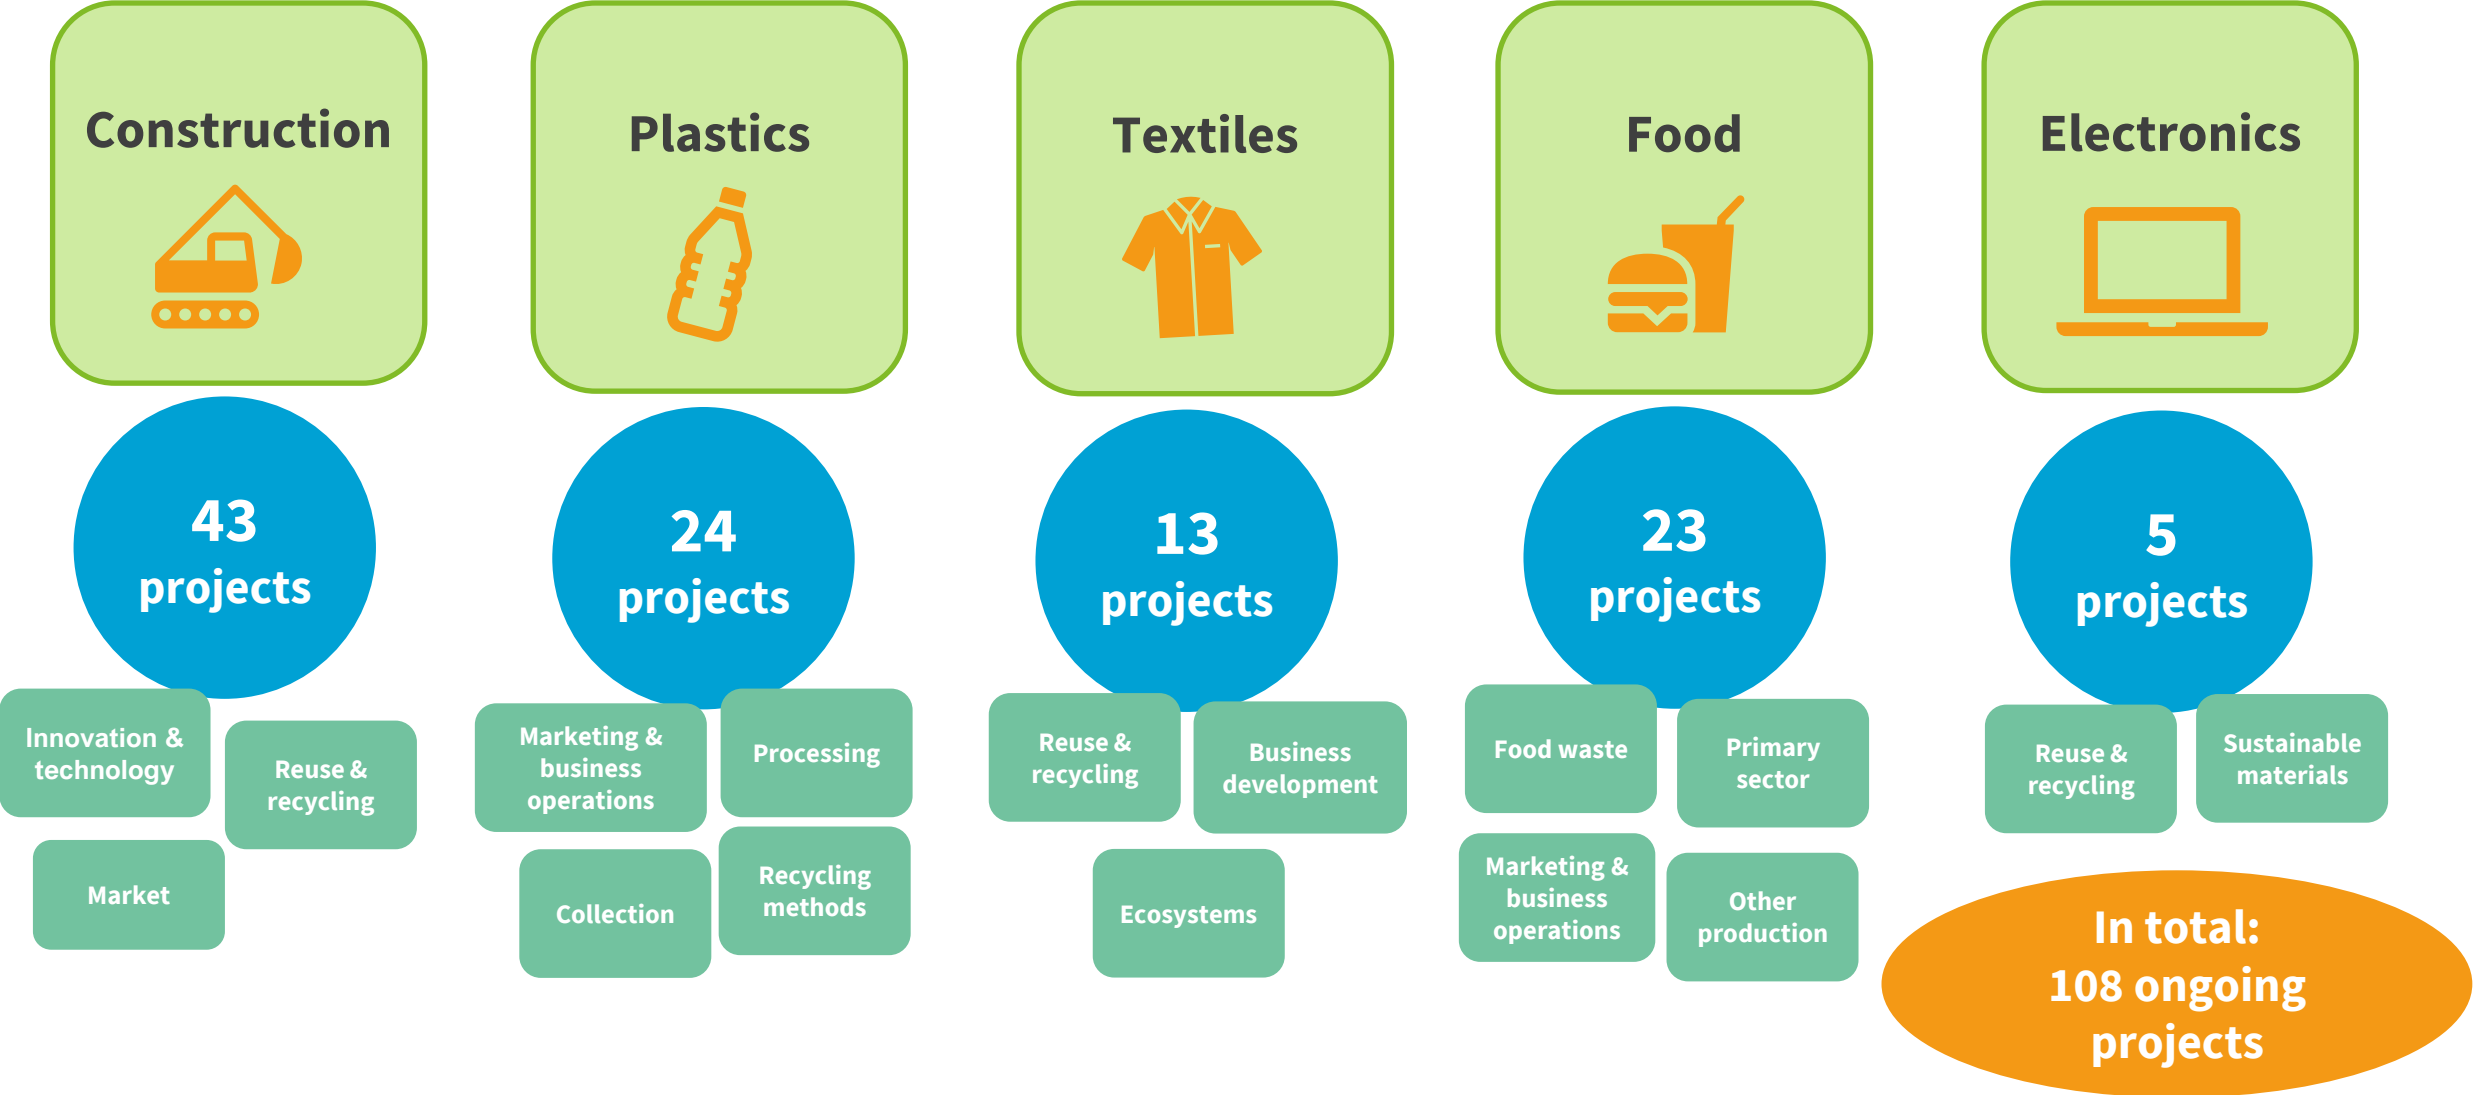 Construction
43
projects
Innovation &
technology
Reuse &
recycling
Market
Plastics
24
projects
Marketing &
business
operations
Processing
Collection
Recycling
methods
Textiles
13
projects
Reuse &
recycling
Business
development
Ecosystems
Food
23
projects
Food waste
Primary
sector
Marketing &
business
operations
Other
production
Electronics
5
projects
Reuse &
recycling
Sustainable
materials
In total:
108 ongoing
projects